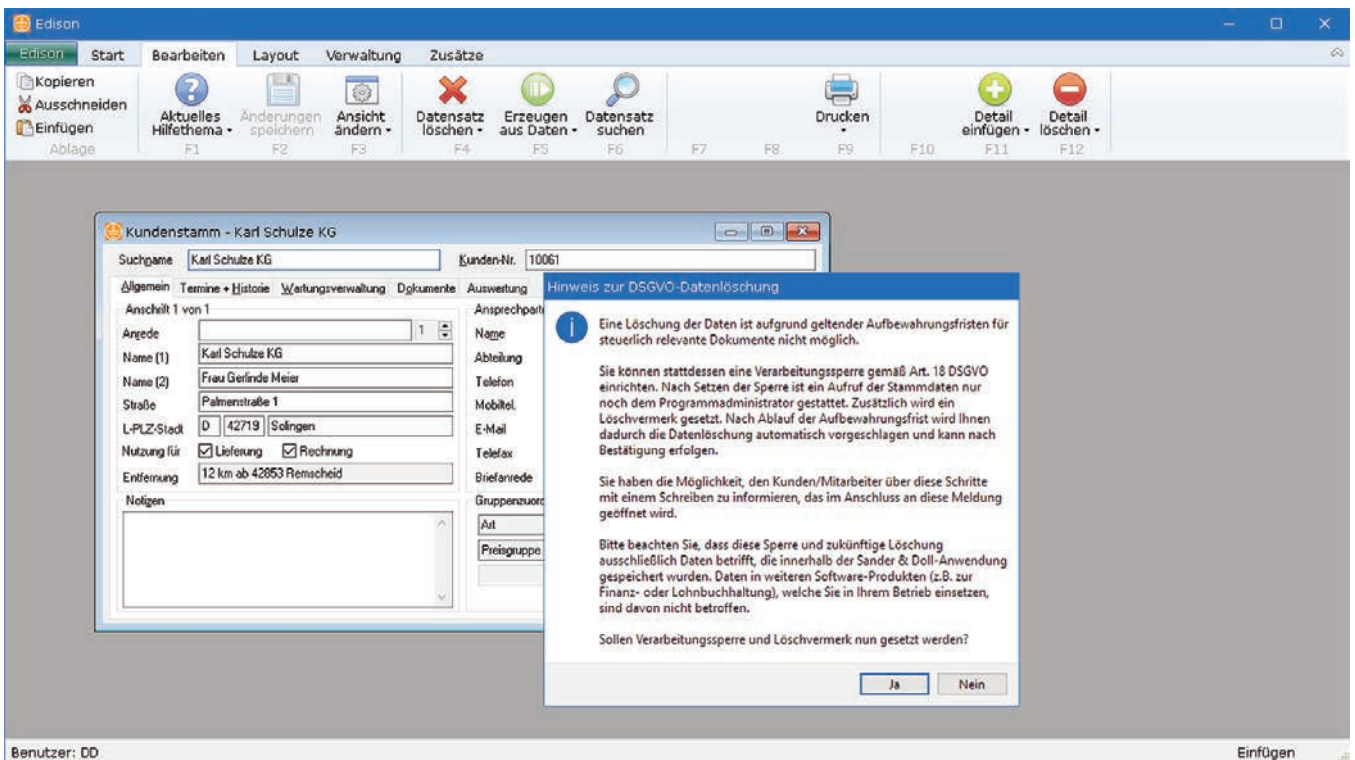 Edison
Edison Start Bearbeiten Layout Verwaltung Zusätze
Kopieren
Ausschneiden
Einfügen
Ablage
Aktuelles Hilfethema
F1
Änderungen speichern
F2
Ansicht ändern
F3
Datensatz löschen
F4
Erzeugen aus Daten
F5
Datensatz suchen
F6
F7
F8
Drucken
F9
F10
Detail einfügen
F11
Detail löschen
F12
Kundenstamm - Karl Schulze KG
Suchname Karl Schulze KG Kunden-Nr. 10061
Allgemein Termine + Historie Wartungsverwaltung Dokumente Auswertung
Anschrift 1 von 1
Anrede 1
Name (1) Karl Schulze KG
Name (2) Frau Gerlinde Meier
Straße Palmenstraße 1
L-PLZ-Stadt D 42719 Solingen
Nutzung für Lieferung Rechnung
Entfernung 12 km ab 42853 Remscheid
Notizen
Ansprechpart
Name
Abteilung
Telefon
Mobiltel.
E-Mail
Telefax
Briefanrede
Gruppenzuord
Art
Preisgruppe
Hinweis zur DSGVO-Datenlöschung
Eine Löschung der Daten ist aufgrund geltender Aufbewahrungsfristen für
steuerlich relevante Dokumente nicht möglich.
Sie können stattdessen eine Verarbeitungssperre gemäß Art. 18 DSGVO
einrichten. Nach Setzen der Sperre ist ein Aufruf der Stammdaten nur
noch dem Programmadministrator gestattet. Zusätzlich wird ein
Löschvermerk gesetzt. Nach Ablauf der Aufbewahrungsfrist wird Ihnen
dadurch die Datenlöschung automatisch vorgeschlagen und kann nach
Bestätigung erfolgen.
Sie haben die Möglichkeit, den Kunden/Mitarbeiter über diese Schritte
mit einem Schreiben zu informieren, das im Anschluss an diese Meldung
geöffnet wird.
Bitte beachten Sie, dass diese Sperre und zukünftige Löschung
ausschließlich Daten betrifft, die innerhalb der Sander & Doll-Anwendung
gespeichert wurden. Daten in weiteren Software-Produkten (z.B. zur
Finanz- oder Lohnbuchhaltung), welche Sie in Ihrem Betrieb einsetzen,
sind davon nicht betroffen.
Sollen Verarbeitungssperre und Löschvermerk nun gesetzt werden?
Ja Nein
Benutzer: DD Einfügen